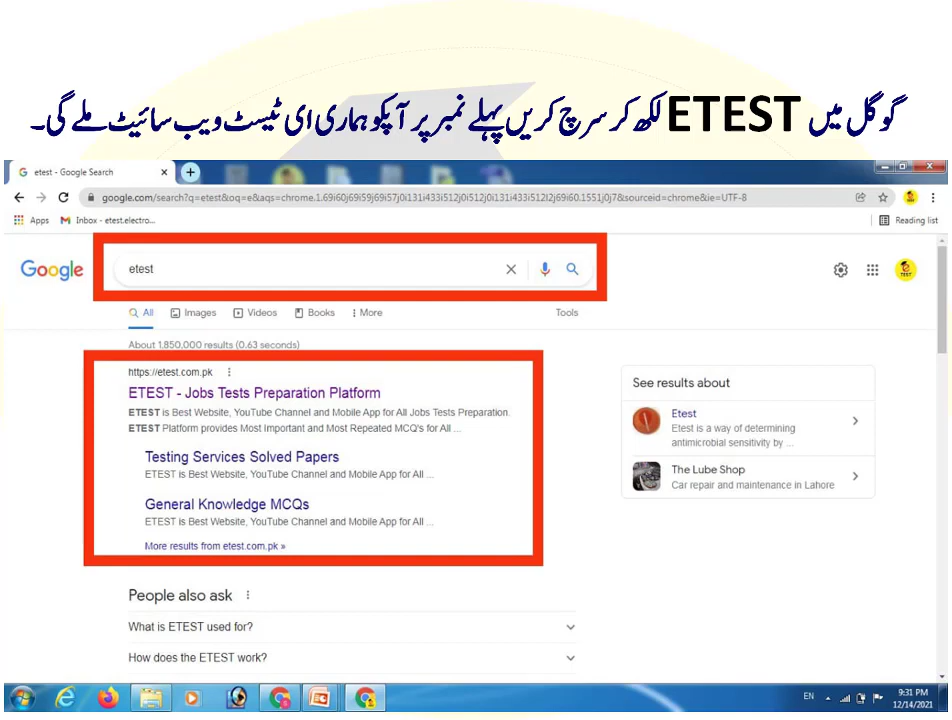 گوگل میں ETEST لکھ کر سرچ کریں پہلے نمبر پر آپکو ہماری ای ٹیسٹ ویب سائیٹ ملے گی۔
etest - Google Search
google.com/search?q=etest&oq=e&aqs=chrome.1.69i60j69i59j69i57j0i131i433i512j0i512j0i131i433i512l2j69i60.1551j0j7&sourceid=chrome&ie=UTF-8
Apps Inbox - etest.electro... Reading list
Google etest
All Images Videos Books More Tools
About 1,850,000 results (0.63 seconds)
https://etest.com.pk
ETEST - Jobs Tests Preparation Platform
ETEST is Best Website, YouTube Channel and Mobile App for All Jobs Tests Preparation.
ETEST Platform provides Most Important and Most Repeated MCQ's for All ...
Testing Services Solved Papers
ETEST is Best Website, YouTube Channel and Mobile App for All ...
General Knowledge MCQs
ETEST is Best Website, YouTube Channel and Mobile App for All ...
More results from etest.com.pk »
See results about
Etest
Etest is a way of determining
antimicrobial sensitivity by ...
The Lube Shop
Car repair and maintenance in Lahore
People also ask
What is ETEST used for?
How does the ETEST work?
EN 9:31 PM
12/14/2021